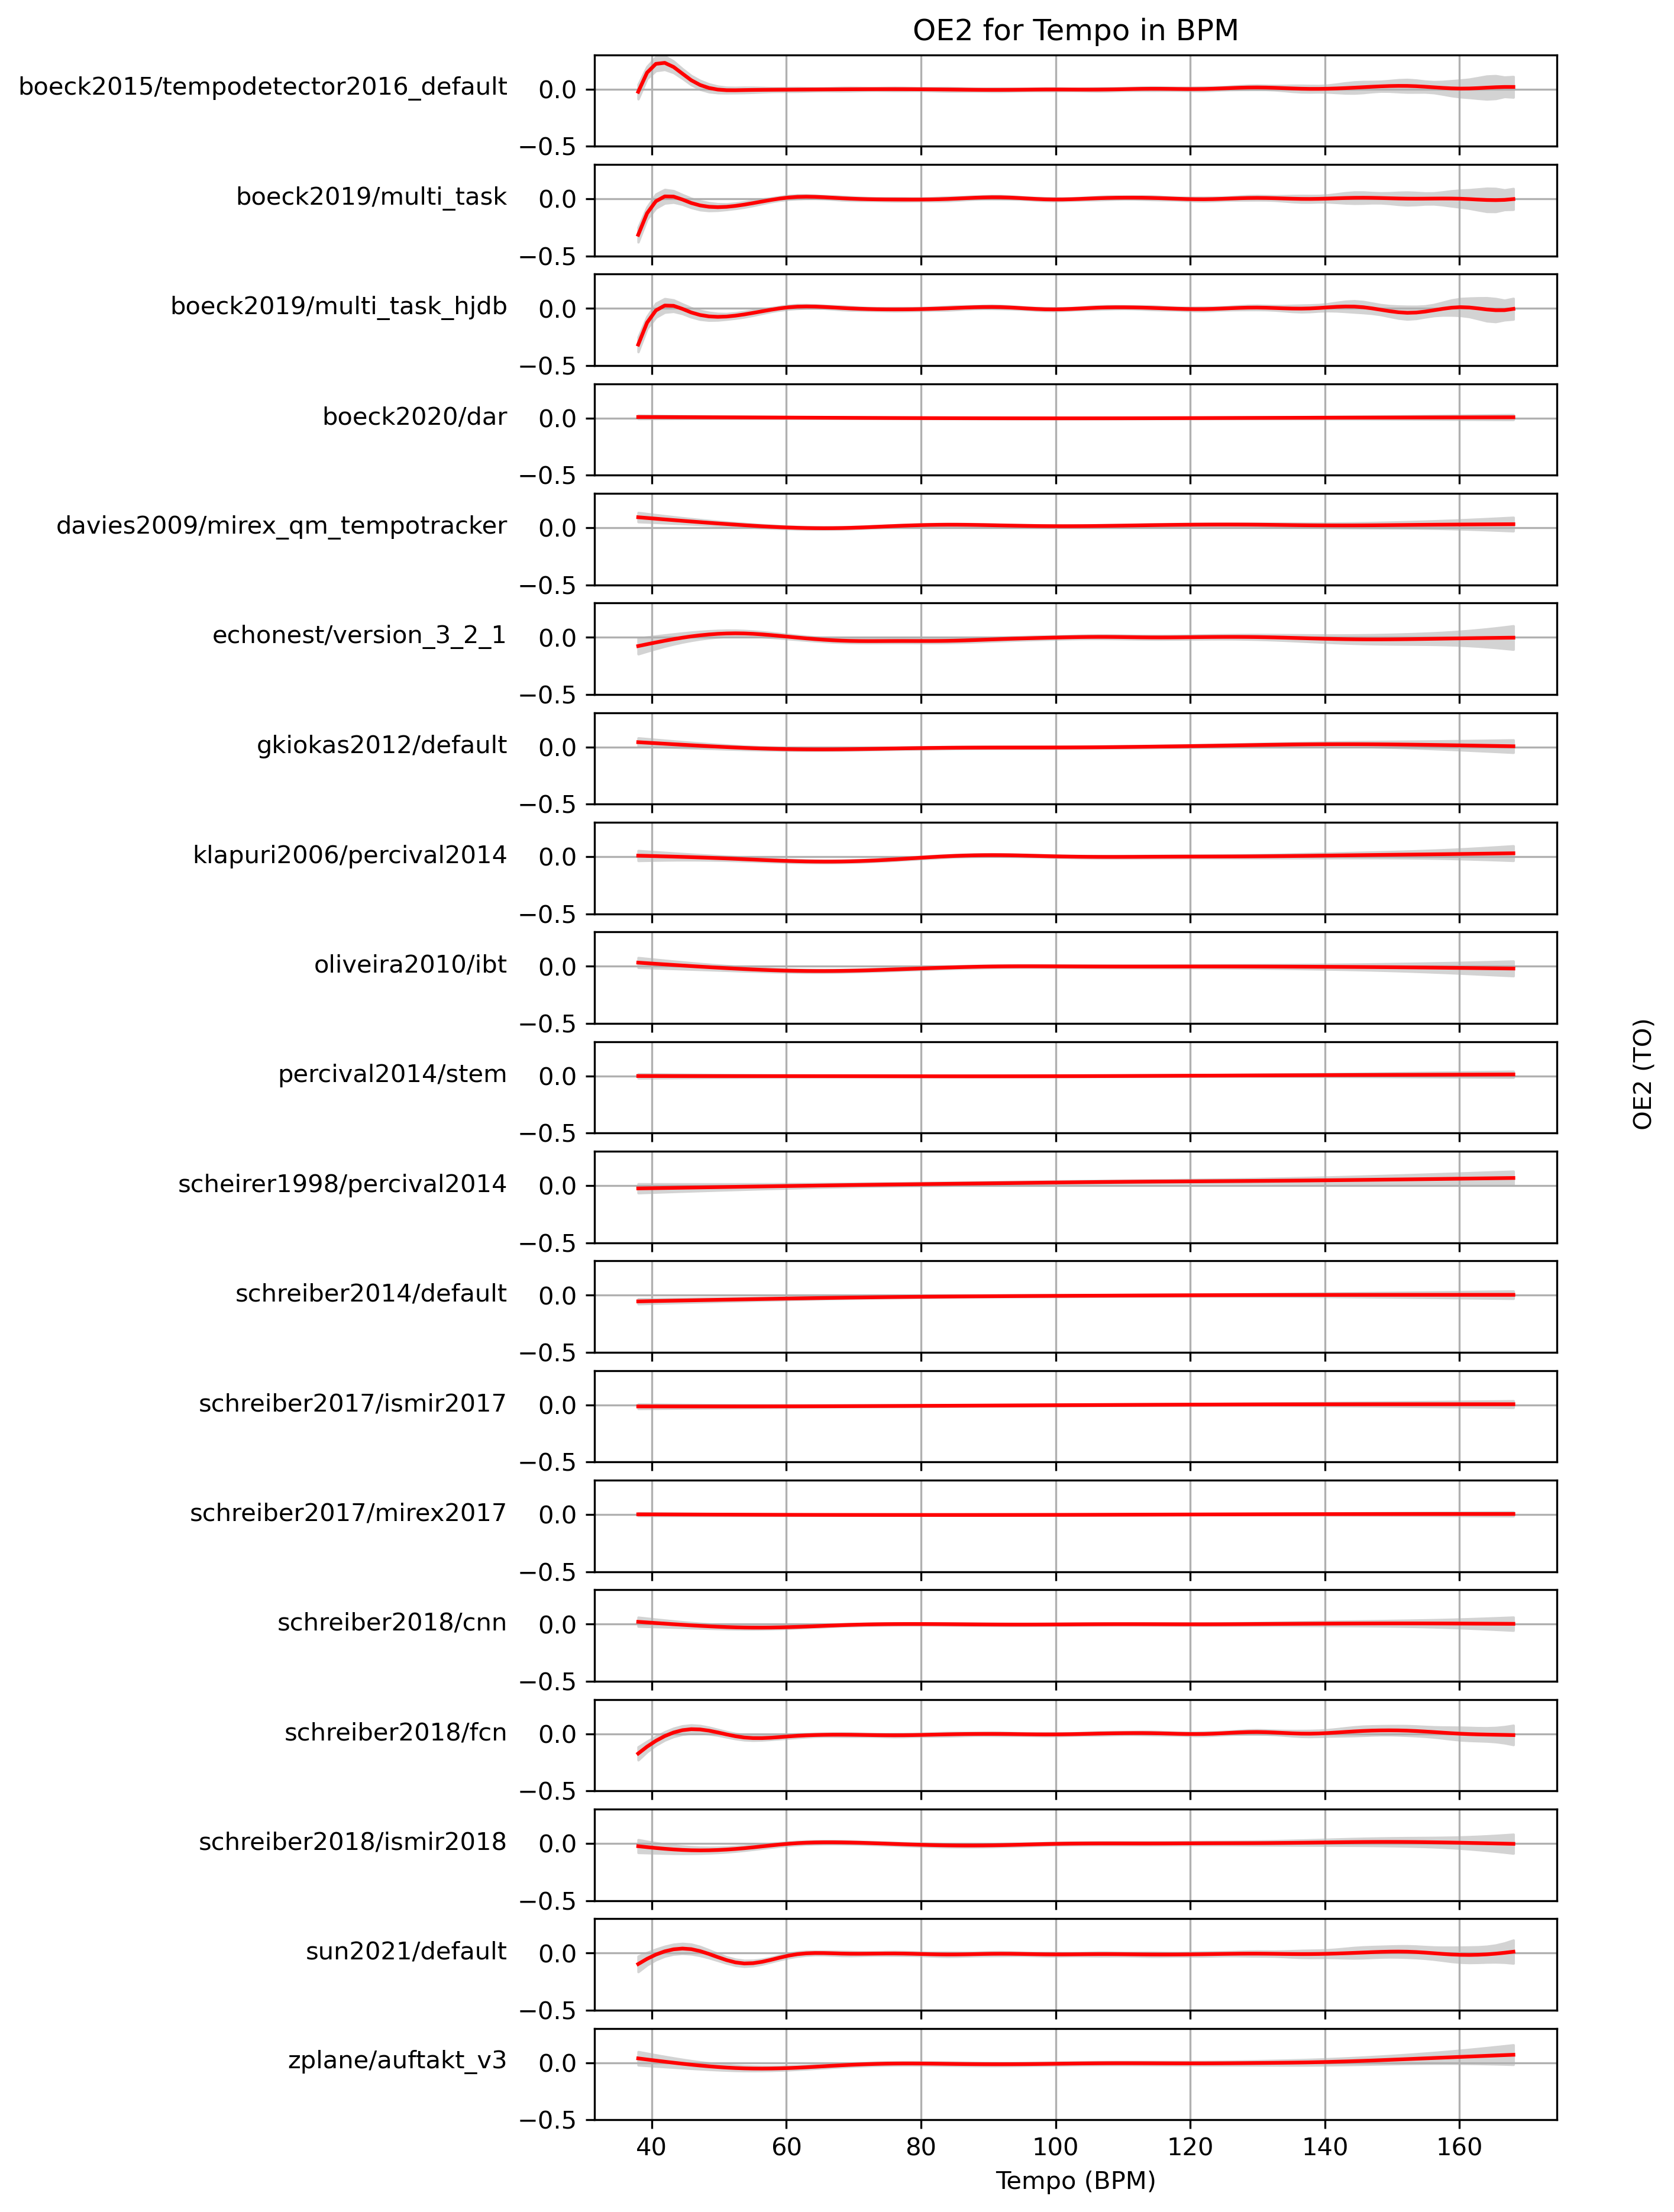 OE2 for Tempo in BPM
boeck2015/tempodetector2016_default 0.0
−0.5
boeck2019/multi_task 0.0
−0.5
boeck2019/multi_task_hjdb 0.0
−0.5
boeck2020/dar 0.0
−0.5
davies2009/mirex_qm_tempotracker 0.0
−0.5
echonest/version_3_2_1 0.0
−0.5
gkiokas2012/default 0.0
−0.5
klapuri2006/percival2014 0.0
−0.5
oliveira2010/ibt 0.0
−0.5
percival2014/stem 0.0
−0.5
scheirer1998/percival2014 0.0
−0.5
schreiber2014/default 0.0
−0.5
schreiber2017/ismir2017 0.0
−0.5
schreiber2017/mirex2017 0.0
−0.5
schreiber2018/cnn 0.0
−0.5
schreiber2018/fcn 0.0
−0.5
schreiber2018/ismir2018 0.0
−0.5
sun2021/default 0.0
−0.5
zplane/auftakt_v3 0.0
−0.5
40 60 80 100 120 140 160
Tempo (BPM)
OE2 (TO)